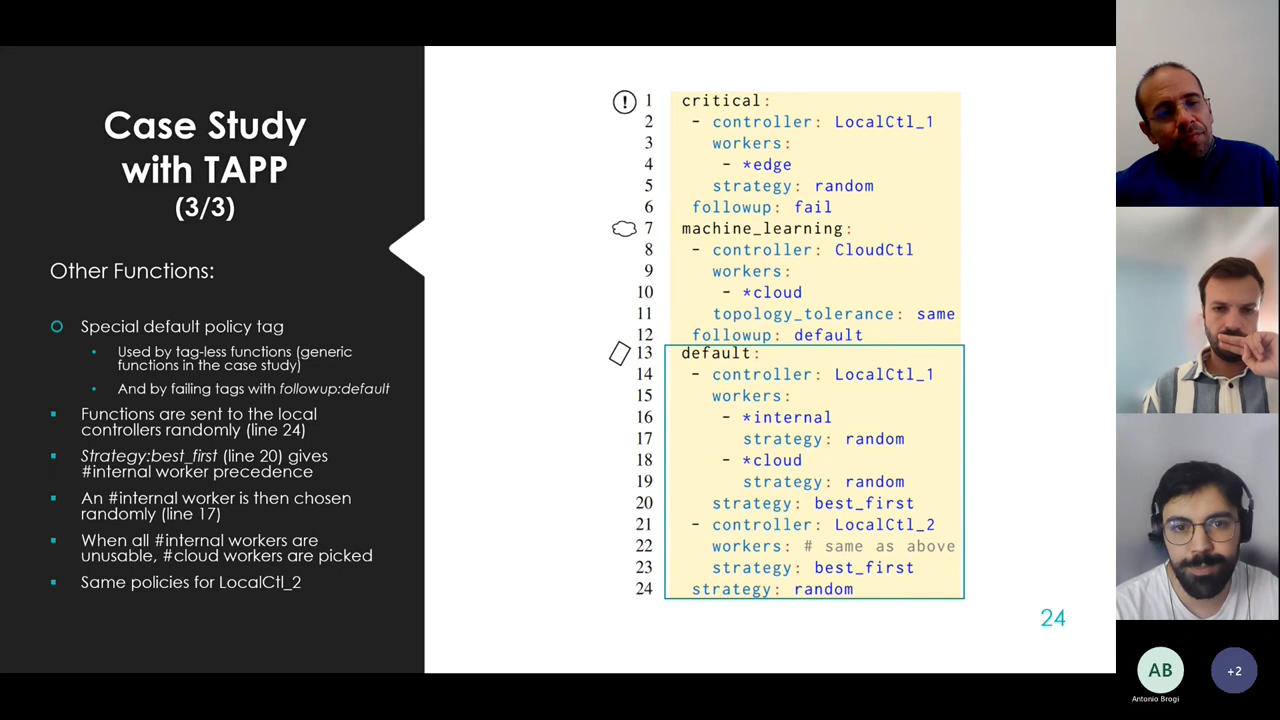 Case Study
with TAPP
(3/3)
Other Functions:
Special default policy tag
Used by tag-less functions (generic
functions in the case study)
And by failing tags with followup:default
Functions are sent to the local
controllers randomly (line 24)
Strategy:best_first (line 20) gives
#internal worker precedence
An #internal worker is then chosen
randomly (line 17)
When all #internal workers are
unusable, #cloud workers are picked
Same policies for LocalCtl_2
! 1 critical:
2 - controller: LocalCtl_1
3 workers:
4 - *edge
5 strategy: random
6 followup: fail
7 machine_learning:
8 - controller: CloudCtl
9 workers:
10 - *cloud
11 topology_tolerance: same
12 followup: default
13 default:
14 - controller: LocalCtl_1
15 workers:
16 - *internal
17 strategy: random
18 - *cloud
19 strategy: random
20 strategy: best_first
21 - controller: LocalCtl_2
22 workers: # same as above
23 strategy: best_first
24 strategy: random
24
AB
Antonio Brogi
+2